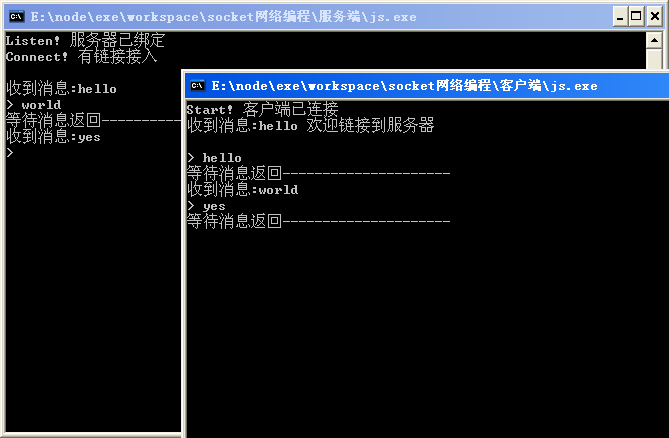 E:\node\exe\workspace\socket网络编程\服务端\js.exe
Listen! 服务器已绑定
Connect! 有链接接入
收到消息:hello
> world
等待消息返回----------
收到消息:yes
>
E:\node\exe\workspace\socket网络编程\客户端\js.exe
Start! 客户端已连接
收到消息:hello 欢迎链接到服务器
> hello
等待消息返回---------------------
收到消息:world
> yes
等待消息返回---------------------